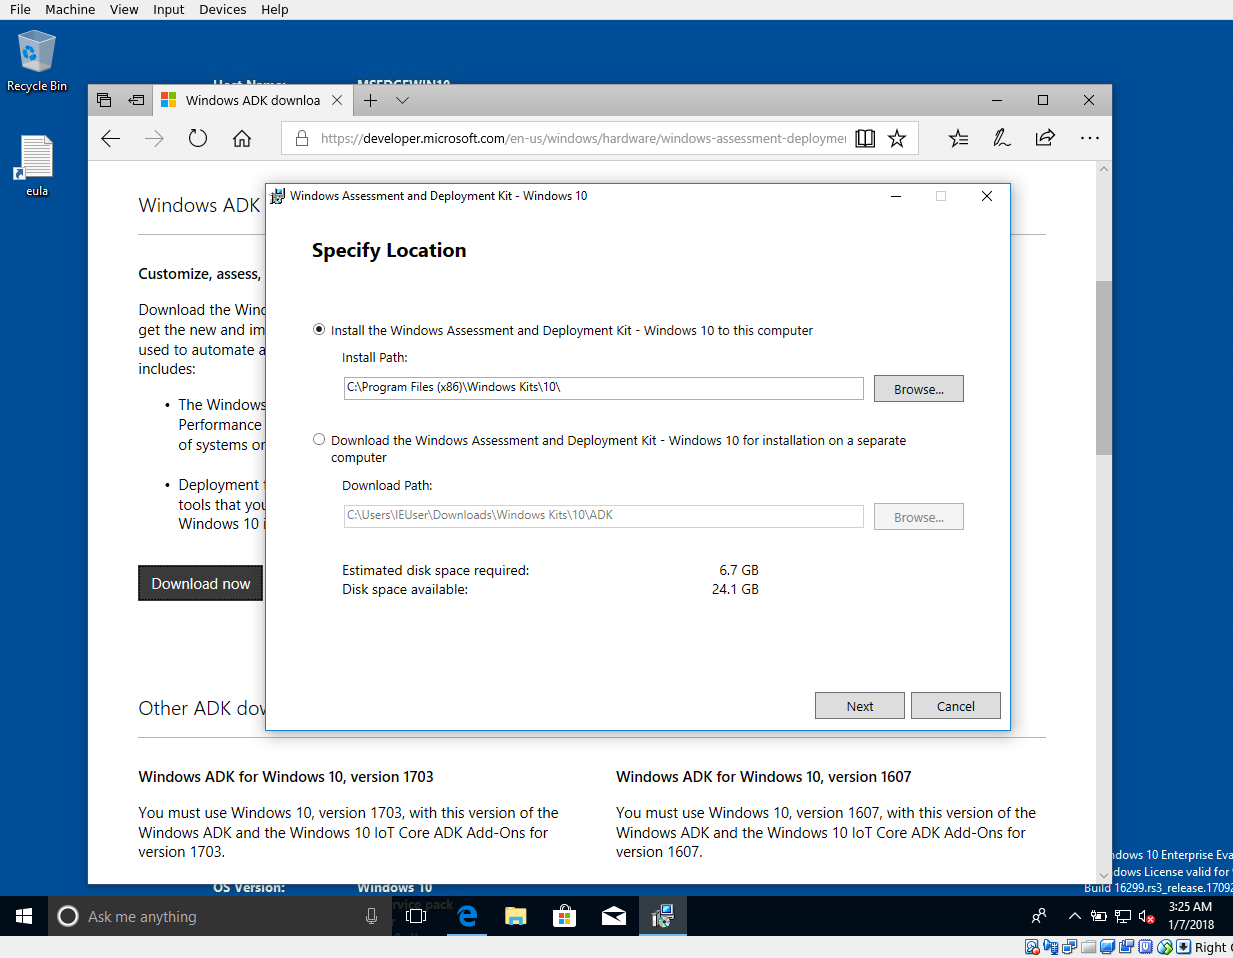 File Machine View Input Devices Help
Recycle Bin
eula
Windows ADK downloa
https://developer.microsoft.com/en-us/windows/hardware/windows-assessment-deployme
Windows ADK
Customize, assess,
Download the Wind
get the new and im
used to automate a
includes:
• The Windows
Performance
of systems or
• Deployment t
tools that you
Windows 10 i
Download now
Other ADK dow
Windows Assessment and Deployment Kit - Windows 10
Specify Location
Install the Windows Assessment and Deployment Kit - Windows 10 to this computer
Install Path:
C:\Program Files (x86)\Windows Kits\10\
Browse...
Download the Windows Assessment and Deployment Kit - Windows 10 for installation on a separate
computer
Download Path:
C:\Users\IEUser\Downloads\Windows Kits\10\ADK
Browse...
Estimated disk space required: 6.7 GB
Disk space available: 24.1 GB
Next Cancel
Windows ADK for Windows 10, version 1703
You must use Windows 10, version 1703, with this version of the
Windows ADK and the Windows 10 IoT Core ADK Add-Ons for
version 1703.
Windows ADK for Windows 10, version 1607
You must use Windows 10, version 1607, with this version of the
Windows ADK and the Windows 10 IoT Core ADK Add-Ons for
version 1607.
OS Version: Windows 10
ndows 10 Enterprise Eva
dows License valid for
Build 16299.rs3_release.1709
Ask me anything
rvice pack
3:25 AM
1/7/2018
Right